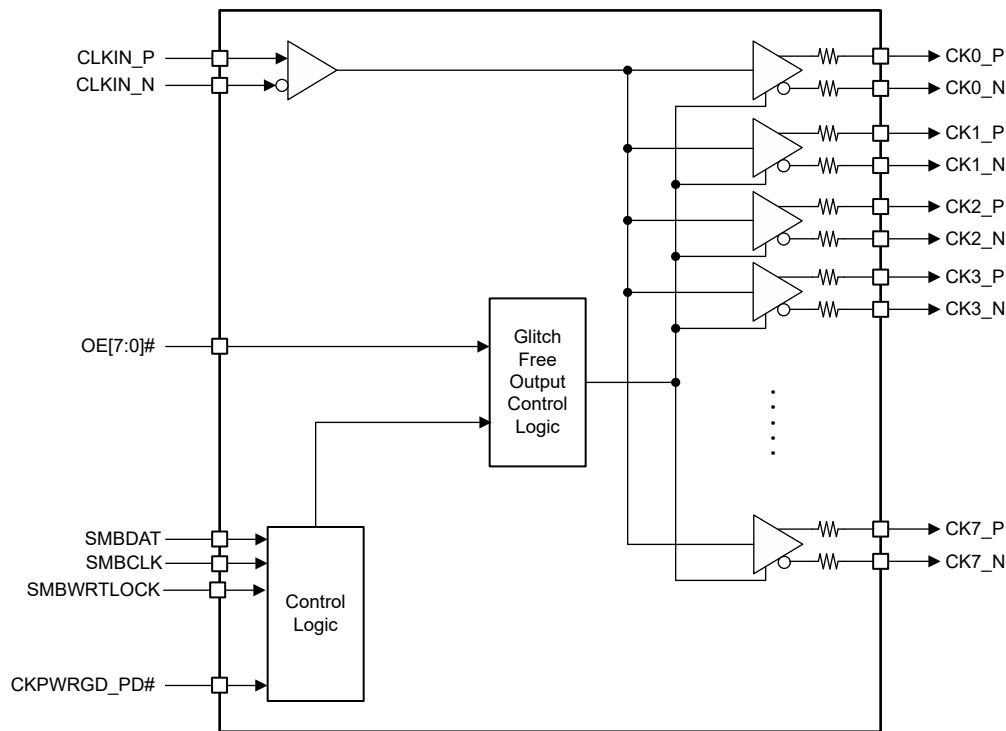 CLKIN_P
CLKIN_N
CK0_P
CK0_N
CK1_P
CK1_N
CK2_P
CK2_N
CK3_P
CK3_N
OE[7:0]#
Glitch
Free
Output
Control
Logic
SMBDAT
SMBCLK
SMBWRTLOCK
CKPWRGD_PD#
Control
Logic
CK7_P
CK7_N